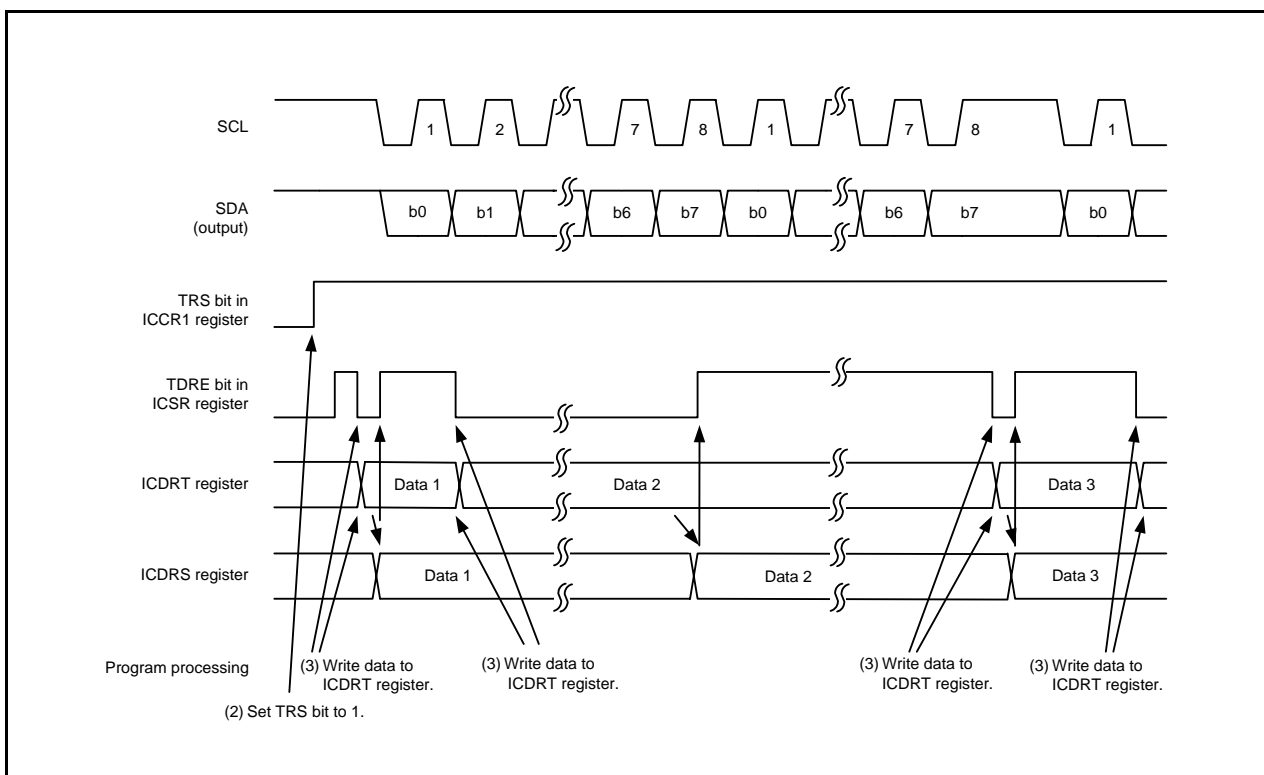 SCL
1 2 7 8 1 7 8 1
SDA
(output)
b0 b1 b6 b7 b0 b6 b7 b0
TRS bit in
ICCR1 register
TDRE bit in
ICSR register
ICDRT register
Data 1 Data 2 Data 3
ICDRS register
Data 1 Data 2 Data 3
Program processing
(3) Write data to
ICDRT register.
(3) Write data to
ICDRT register.
(3) Write data to
ICDRT register.
(3) Write data to
ICDRT register.
(2) Set TRS bit to 1.